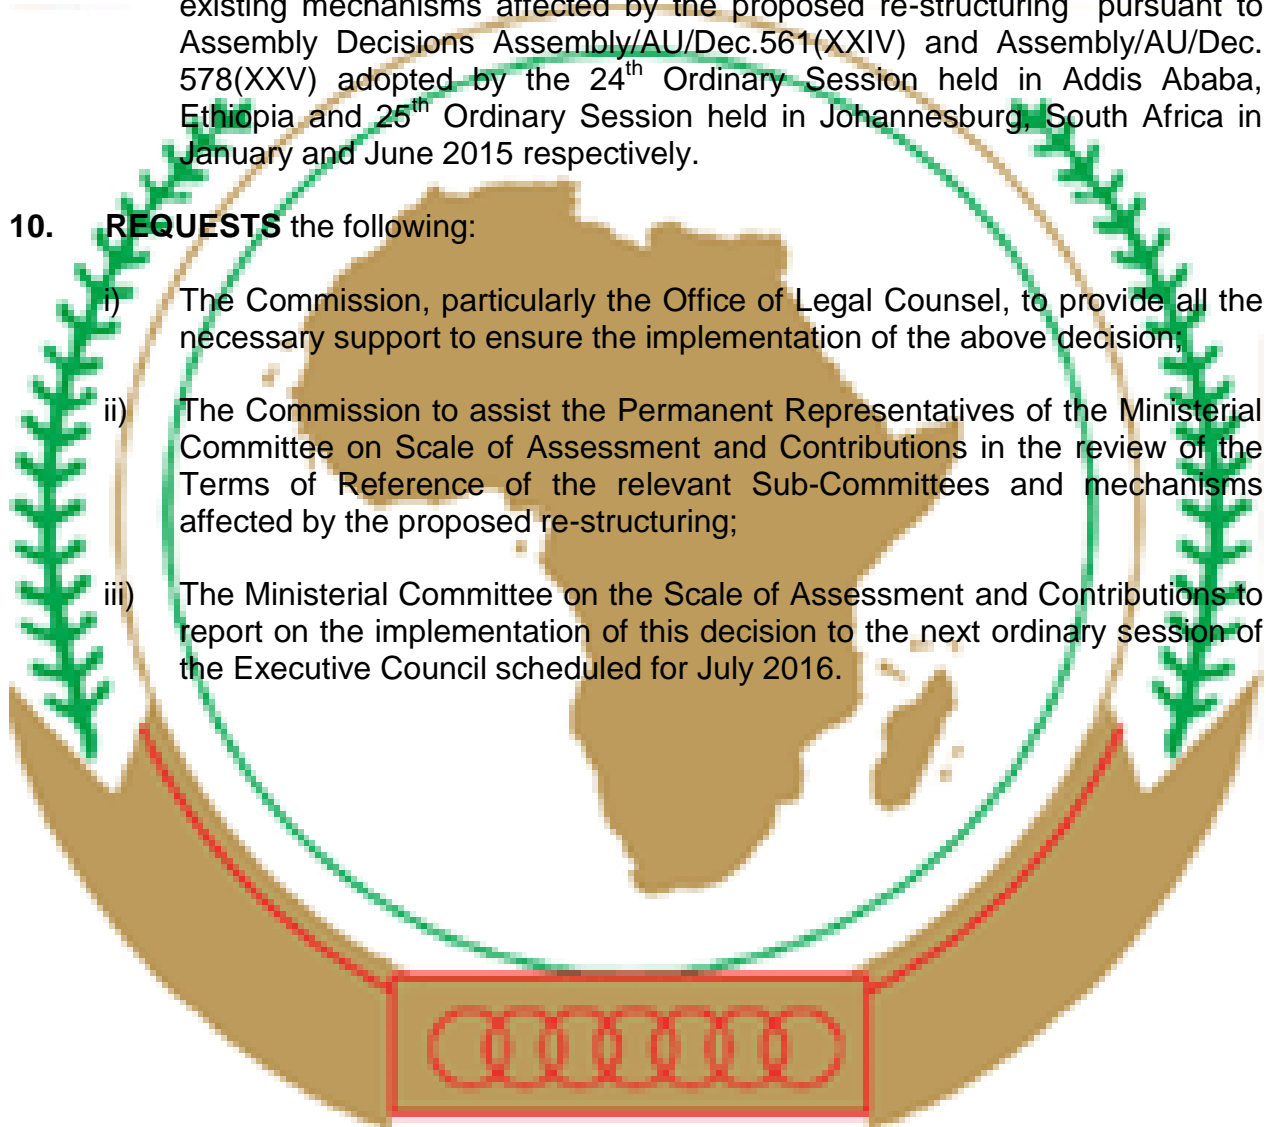 existing mechanisms affected by the proposed re-structuring pursuant to
Assembly Decisions Assembly/AU/Dec.561(XXIV) and Assembly/AU/Dec.
578(XXV) adopted by the 24th Ordinary Session held in Addis Ababa,
Ethiopia and 25th Ordinary Session held in Johannesburg, South Africa in
January and June 2015 respectively.
10. REQUESTS the following:
i) The Commission, particularly the Office of Legal Counsel, to provide all the
necessary support to ensure the implementation of the above decision;
ii) The Commission to assist the Permanent Representatives of the Ministerial
Committee on Scale of Assessment and Contributions in the review of the
Terms of Reference of the relevant Sub-Committees and mechanisms
affected by the proposed re-structuring;
iii) The Ministerial Committee on the Scale of Assessment and Contributions to
report on the implementation of this decision to the next ordinary session of
the Executive Council scheduled for July 2016.